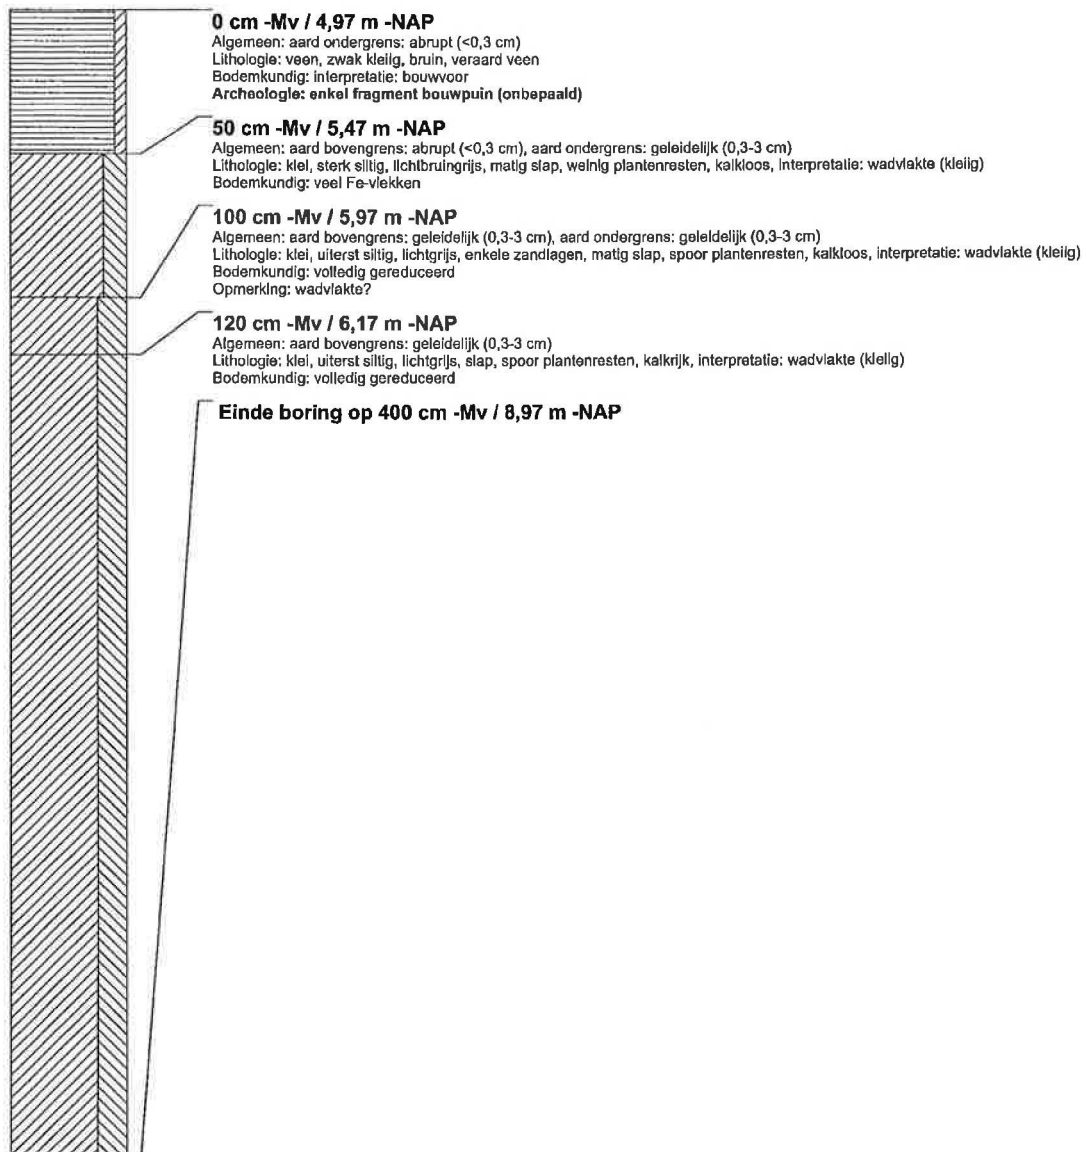 0 cm -Mv / 4,97 m -NAP
Algemeen: aard ondergrens: abrupt (<0,3 cm)
Lithologie: veen, zwak kleiig, bruin, veraard veen
Bodemkundig: interpretatie: bouwvoor
Archeologie: enkel fragment bouwpuin (onbepaald)
50 cm -Mv / 5,47 m -NAP
Algemeen: aard bovengrens: abrupt (<0,3 cm), aard ondergrens: geleidelijk (0,3-3 cm)
Lithologie: klei, sterk siltig, lichtbruingrijs, matig slap, weinig plantenresten, kalkloos, interpretatie: wadvlakte (kleiig)
Bodemkundig: veel Fe-vlekken
100 cm -Mv / 5,97 m -NAP
Algemeen: aard bovengrens: geleidelijk (0,3-3 cm), aard ondergrens: geleidelijk (0,3-3 cm)
Lithologie: klei, uiterst siltig, lichtgrijs, enkele zandlagen, matig slap, spoor plantenresten, kalkloos, interpretatie: wadvlakte (kleiig)
Bodemkundig: volledig gereduceerd
Opmerking: wadvlakte?
120 cm -Mv / 6,17 m -NAP
Algemeen: aard bovengrens: geleidelijk (0,3-3 cm)
Lithologie: klei, uiterst siltig, lichtgrijs, slap, spoor plantenresten, kalkrijk, interpretatie: wadvlakte (kleiig)
Bodemkundig: volledig gereduceerd
Einde boring op 400 cm -Mv / 8,97 m -NAP